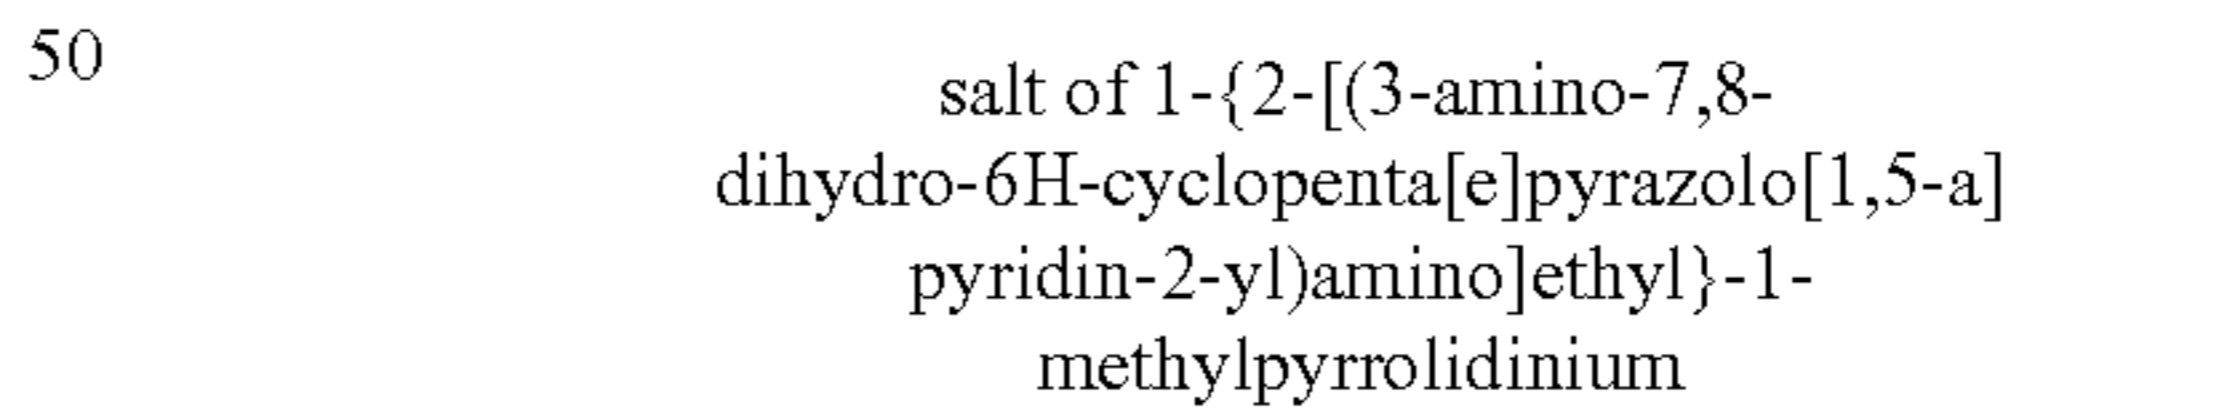 50
salt of 1-{2-[(3-amino-7,8-
dihydro-6H-cyclopenta[e]pyrazolo[1,5-a]
pyridin-2-yl)amino]ethyl}-1-
methylpyrrolidinium